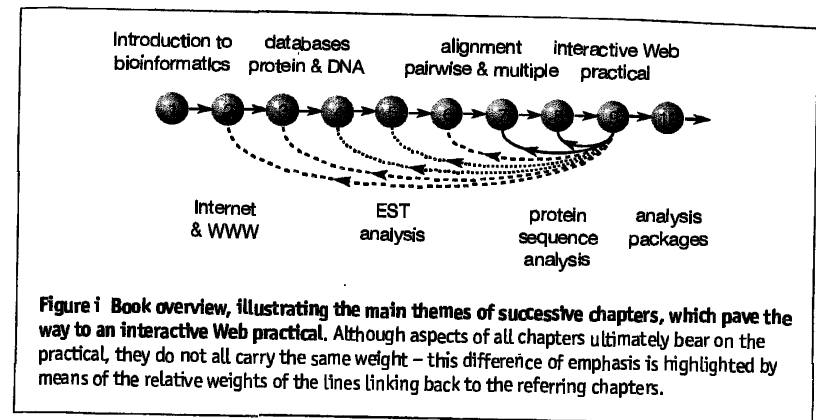 Introduction to
bioinformatics
databases
protein & DNA
alignment
pairwise & multiple
interactive Web
practical
Internet
& WWW
EST
analysis
protein
sequence
analysis
analysis
packages
Figure i Book overview, illustrating the main themes of successive chapters, which pave the
way to an interactive Web practical. Although aspects of all chapters ultimately bear on the
practical, they do not all carry the same weight – this difference of emphasis is highlighted by
means of the relative weights of the lines linking back to the referring chapters.